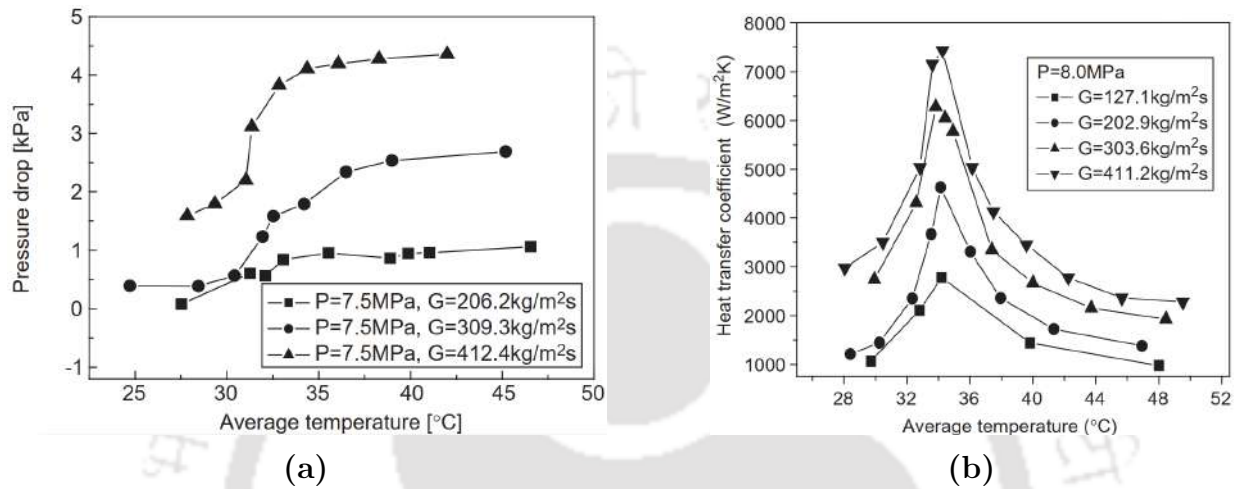 5
4
3
2
1
0
-1
Pressure drop [kPa]
P=7.5MPa, G=206.2kg/m²s
P=7.5MPa, G=309.3kg/m²s
P=7.5MPa, G=412.4kg/m²s
25 30 35 40 45 50
Average temperature [°C]
(a)
8000
7000
6000
5000
4000
3000
2000
1000
Heat transfer coefficient (W/m²K)
P=8.0MPa
G=127.1kg/m²s
G=202.9kg/m²s
G=303.6kg/m²s
G=411.2kg/m²s
28 32 36 40 44 48 52
Average temperature (°C)
(b)